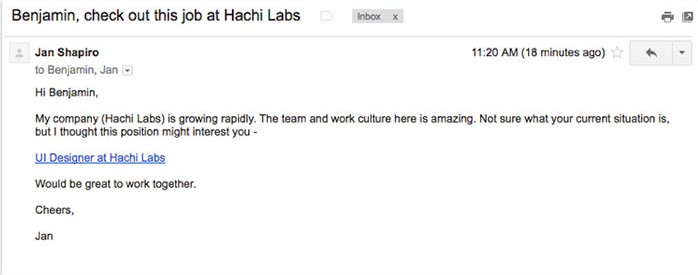 Benjamin, check out this job at Hachi Labs Inbox x
Jan Shapiro 11:20 AM (18 minutes ago)
to Benjamin, Jan
Hi Benjamin,
My company (Hachi Labs) is growing rapidly. The team and work culture here is amazing. Not sure what your current situation is,
but I thought this position might interest you -
UI Designer at Hachi Labs
Would be great to work together.
Cheers,
Jan